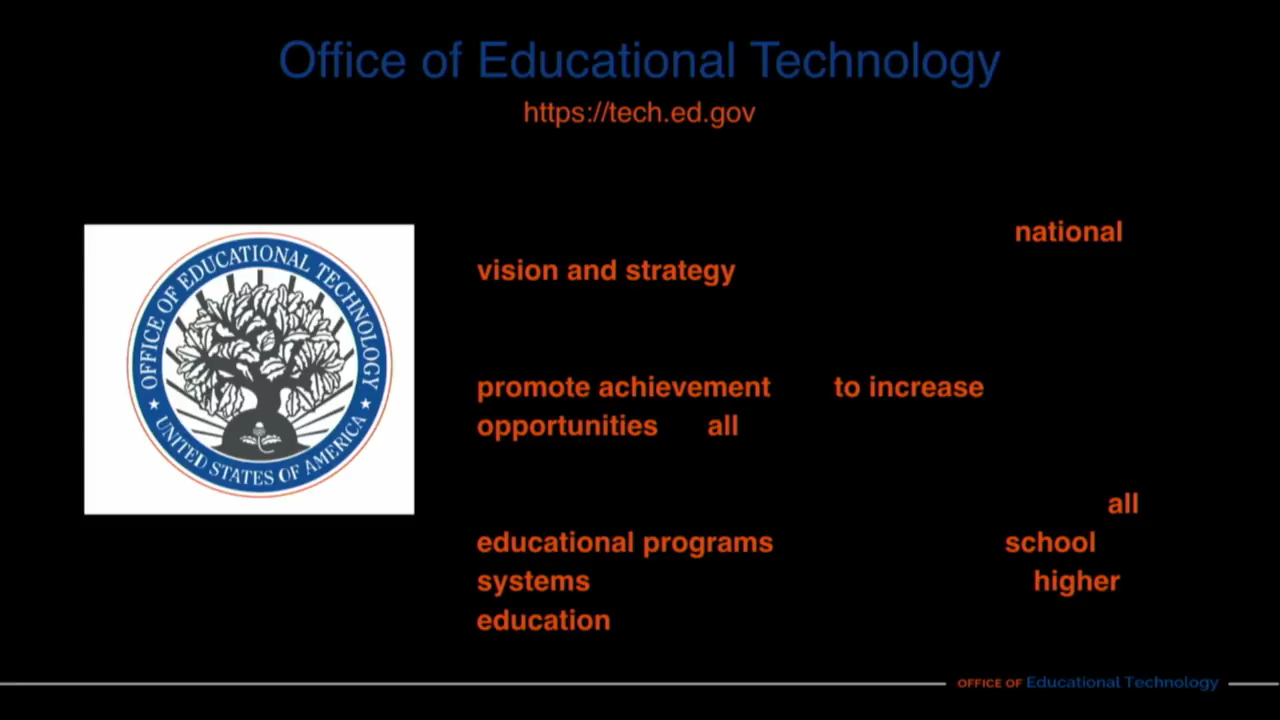 Office of Educational Technology
https://tech.ed.gov
national
vision and strategy
promote achievement to increase
opportunities all
all
educational programs school
systems higher
education
OFFICE OF EDUCATIONAL TECHNOLOGY
★ UNITED STATES OF AMERICA ★
OFFICE OF Educational Technology